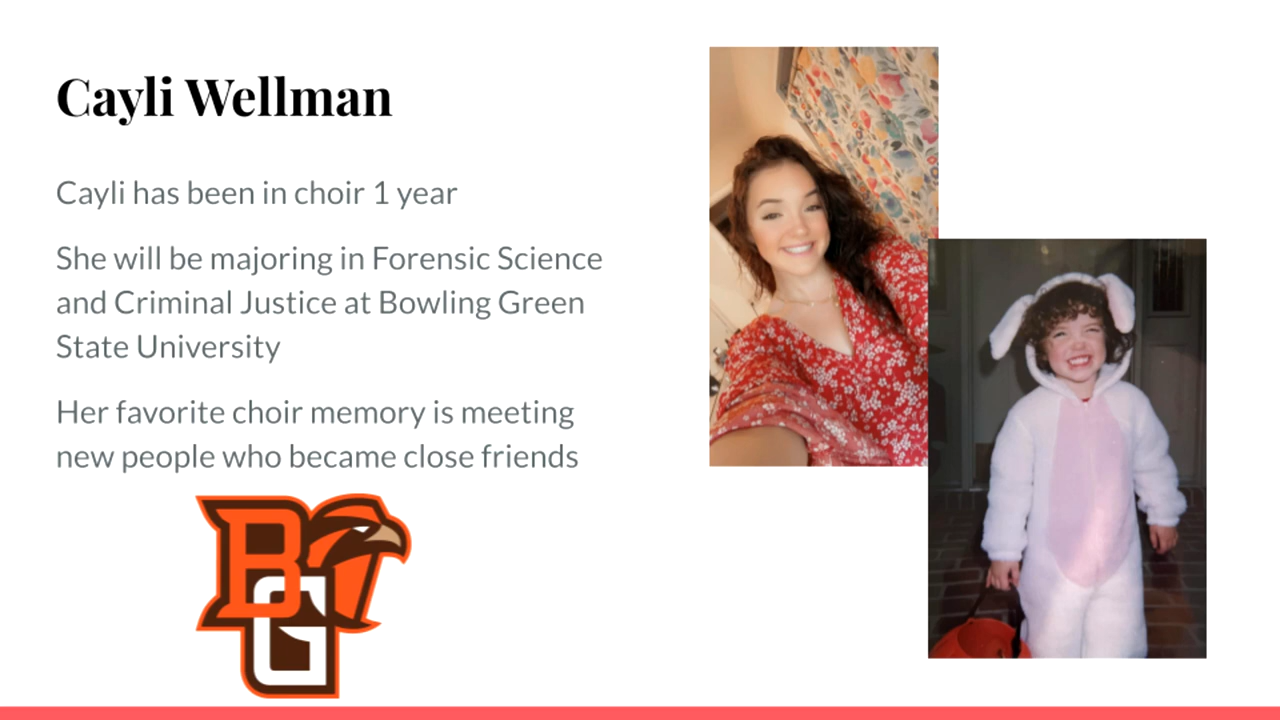 Cayli Wellman
Cayli has been in choir 1 year
She will be majoring in Forensic Science
and Criminal Justice at Bowling Green
State University
Her favorite choir memory is meeting
new people who became close friends
BG